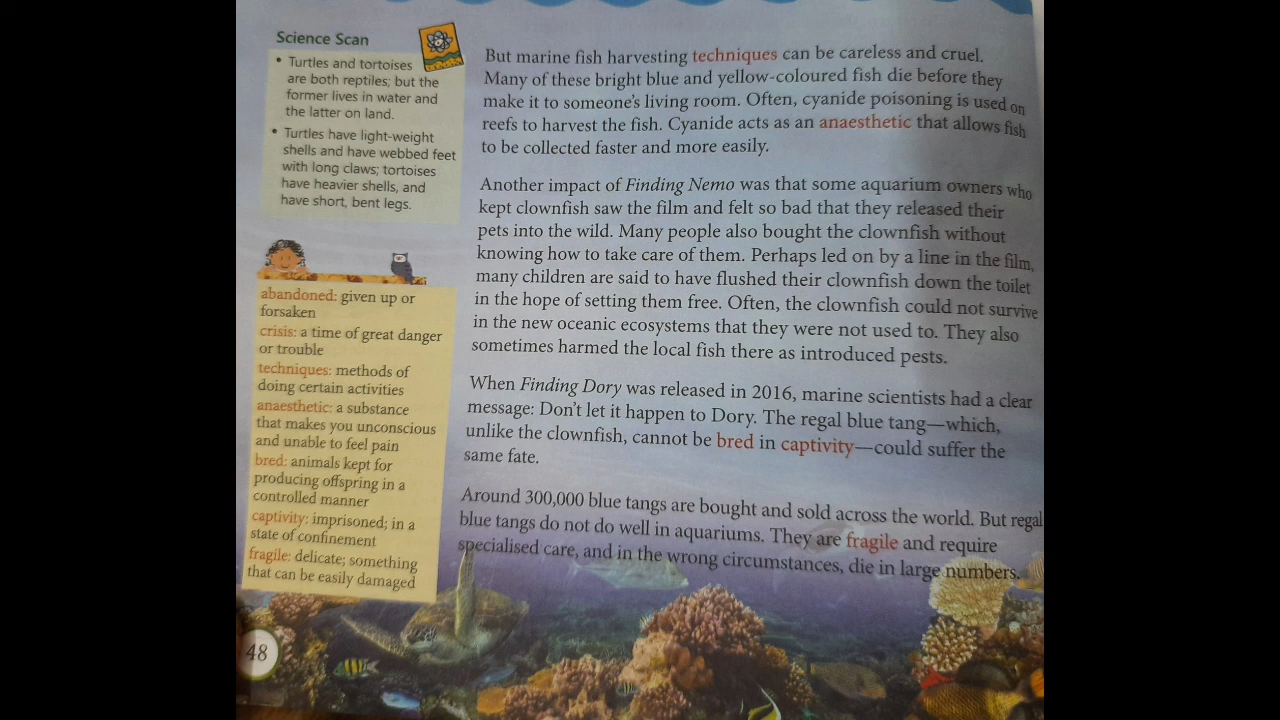 Science Scan
• Turtles and tortoises
are both reptiles; but the
former lives in water and
the latter on land.
• Turtles have light-weight
shells and have webbed feet
with long claws; tortoises
have heavier shells, and
have short, bent legs.
abandoned: given up or
forsaken
crisis: a time of great danger
or trouble
techniques: methods of
doing certain activities
anaesthetic: a substance
that makes you unconscious
and unable to feel pain
bred: animals kept for
producing offspring in a
controlled manner
captivity: imprisoned; in a
state of confinement
fragile: delicate; something
that can be easily damaged
48
But marine fish harvesting techniques can be careless and cruel.
Many of these bright blue and yellow-coloured fish die before they
make it to someone's living room. Often, cyanide poisoning is used on
reefs to harvest the fish. Cyanide acts as an anaesthetic that allows fish
to be collected faster and more easily.
Another impact of Finding Nemo was that some aquarium owners who
kept clownfish saw the film and felt so bad that they released their
pets into the wild. Many people also bought the clownfish without
knowing how to take care of them. Perhaps led on by a line in the film,
many children are said to have flushed their clownfish down the toilet
in the hope of setting them free. Often, the clownfish could not survive
in the new oceanic ecosystems that they were not used to. They also
sometimes harmed the local fish there as introduced pests.
When Finding Dory was released in 2016, marine scientists had a clear
message: Don't let it happen to Dory. The regal blue tang—which,
unlike the clownfish, cannot be bred in captivity—could suffer the
same fate.
Around 300,000 blue tangs are bought and sold across the world. But regal
blue tangs do not do well in aquariums. They are fragile and require
specialised care, and in the wrong circumstances, die in large numbers.